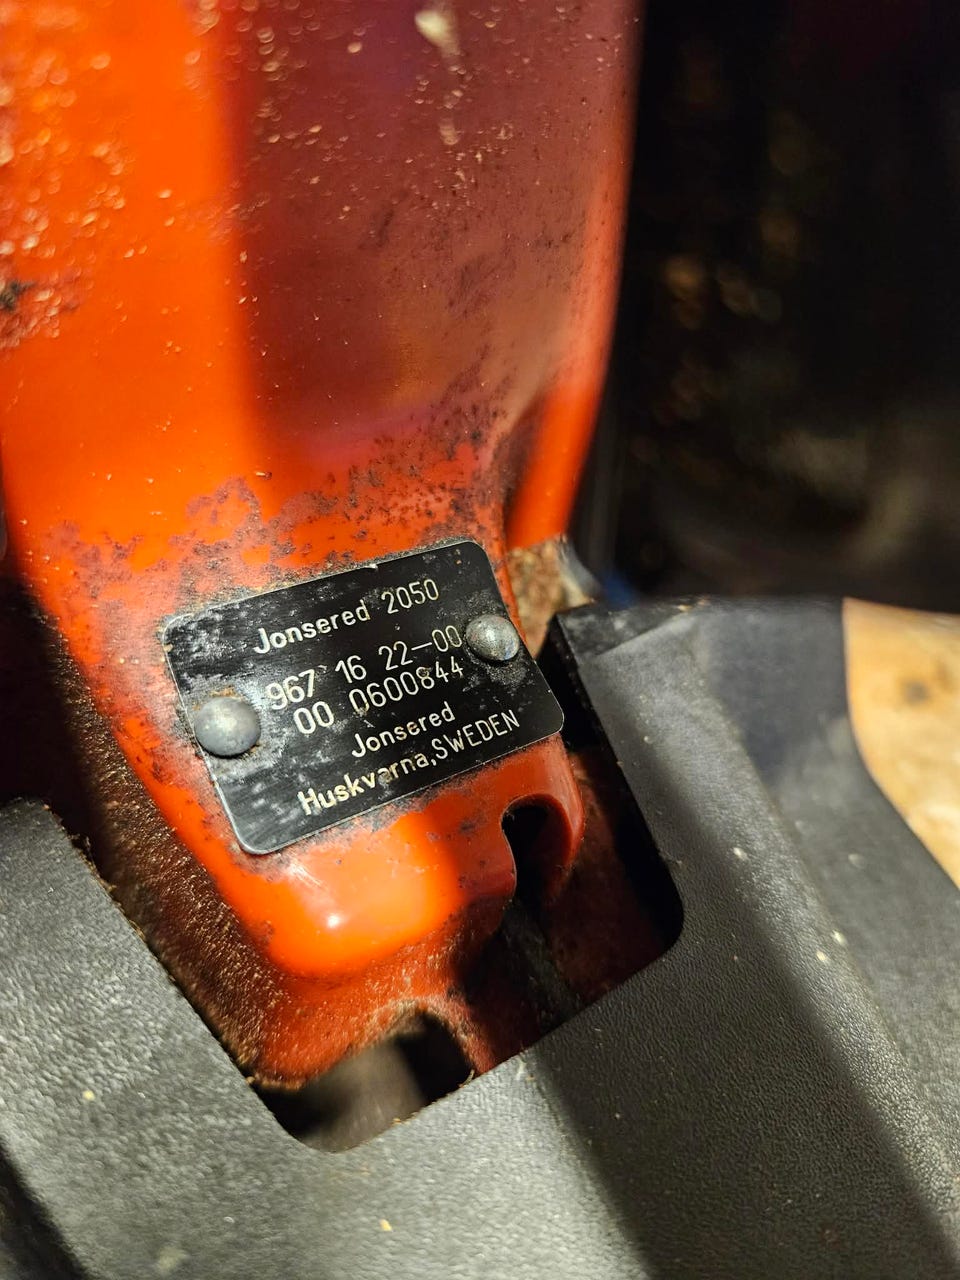 Jonsered 2050
967 16 22-00
00 0600844
Jonsered
Huskvarna,SWEDEN